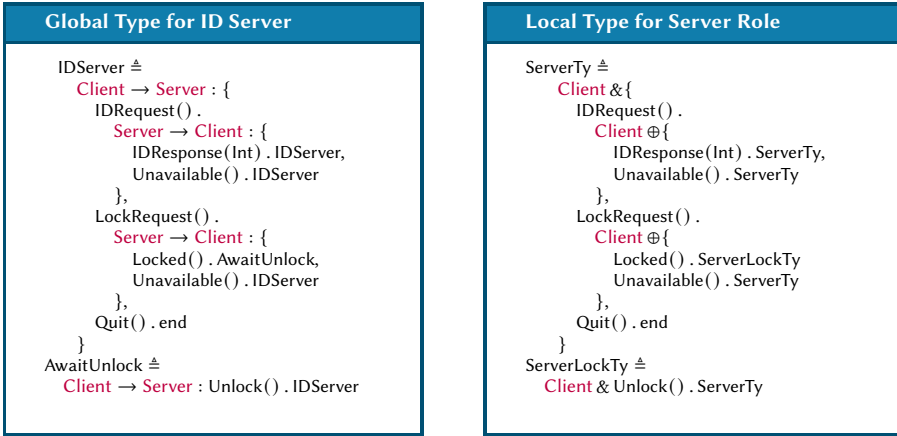 Global Type for ID Server
IDServer ≜
Client → Server : {
IDRequest() .
Server → Client : {
IDResponse(Int) . IDServer,
Unavailable() . IDServer
},
LockRequest() .
Server → Client : {
Locked() . AwaitUnlock,
Unavailable() . IDServer
},
Quit() . end
}
AwaitUnlock ≜
Client → Server : Unlock() . IDServer
Local Type for Server Role
ServerTy ≜
Client &{
IDRequest() .
Client ⊕{
IDResponse(Int) . ServerTy,
Unavailable() . ServerTy
},
LockRequest() .
Client ⊕{
Locked() . ServerLockTy
Unavailable() . ServerTy
},
Quit() . end
}
ServerLockTy ≜
Client & Unlock() . ServerTy